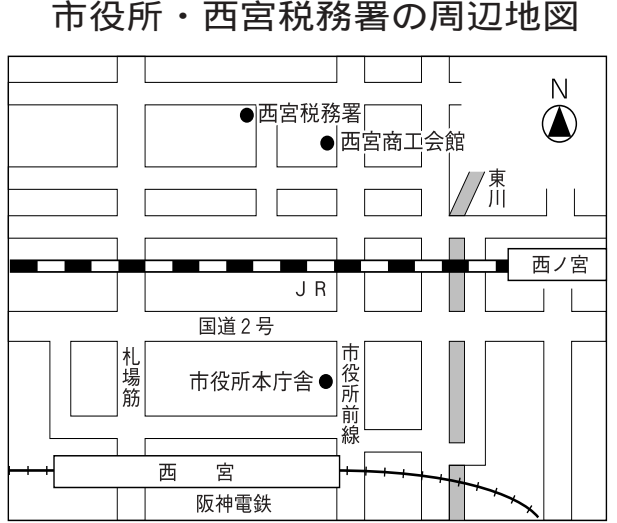 市役所・西宮税務署の周辺地図
N
西宮税務署
西宮商工会館
東川
西ノ宮
ＪＲ
国道２号
札場筋
市役所本庁舎
市役所前線
西　宮
阪神電鉄